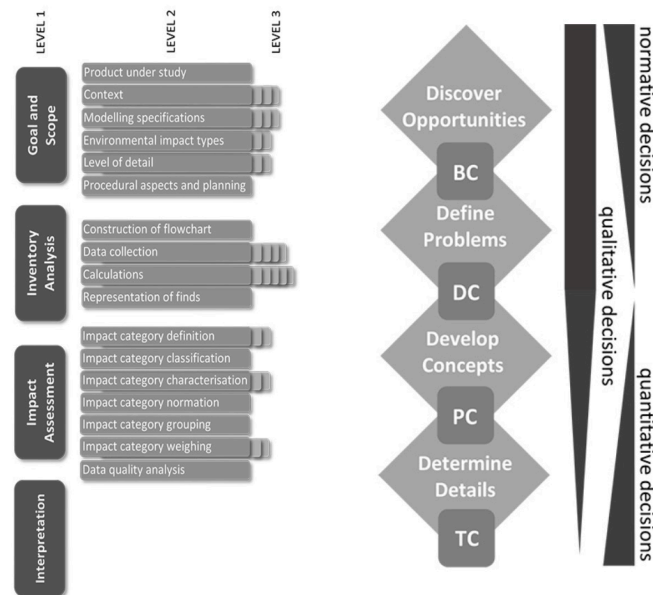 LEVEL 1
LEVEL 2
LEVEL 3
Goal and
Scope
Product under study
Context
Modelling specifications
Environmental impact types
Level of detail
Procedural aspects and planning
Inventory
Analysis
Construction of flowchart
Data collection
Calculations
Representation of finds
Impact
Assessment
Impact category definition
Impact category classification
Impact category characterisation
Impact category normation
Impact category grouping
Impact category weighing
Data quality analysis
Interpretation
Discover
Opportunities
BC
Define
Problems
DC
Develop
Concepts
PC
Determine
Details
TC
qualitative decisions
normative decisions
quantitative decisions